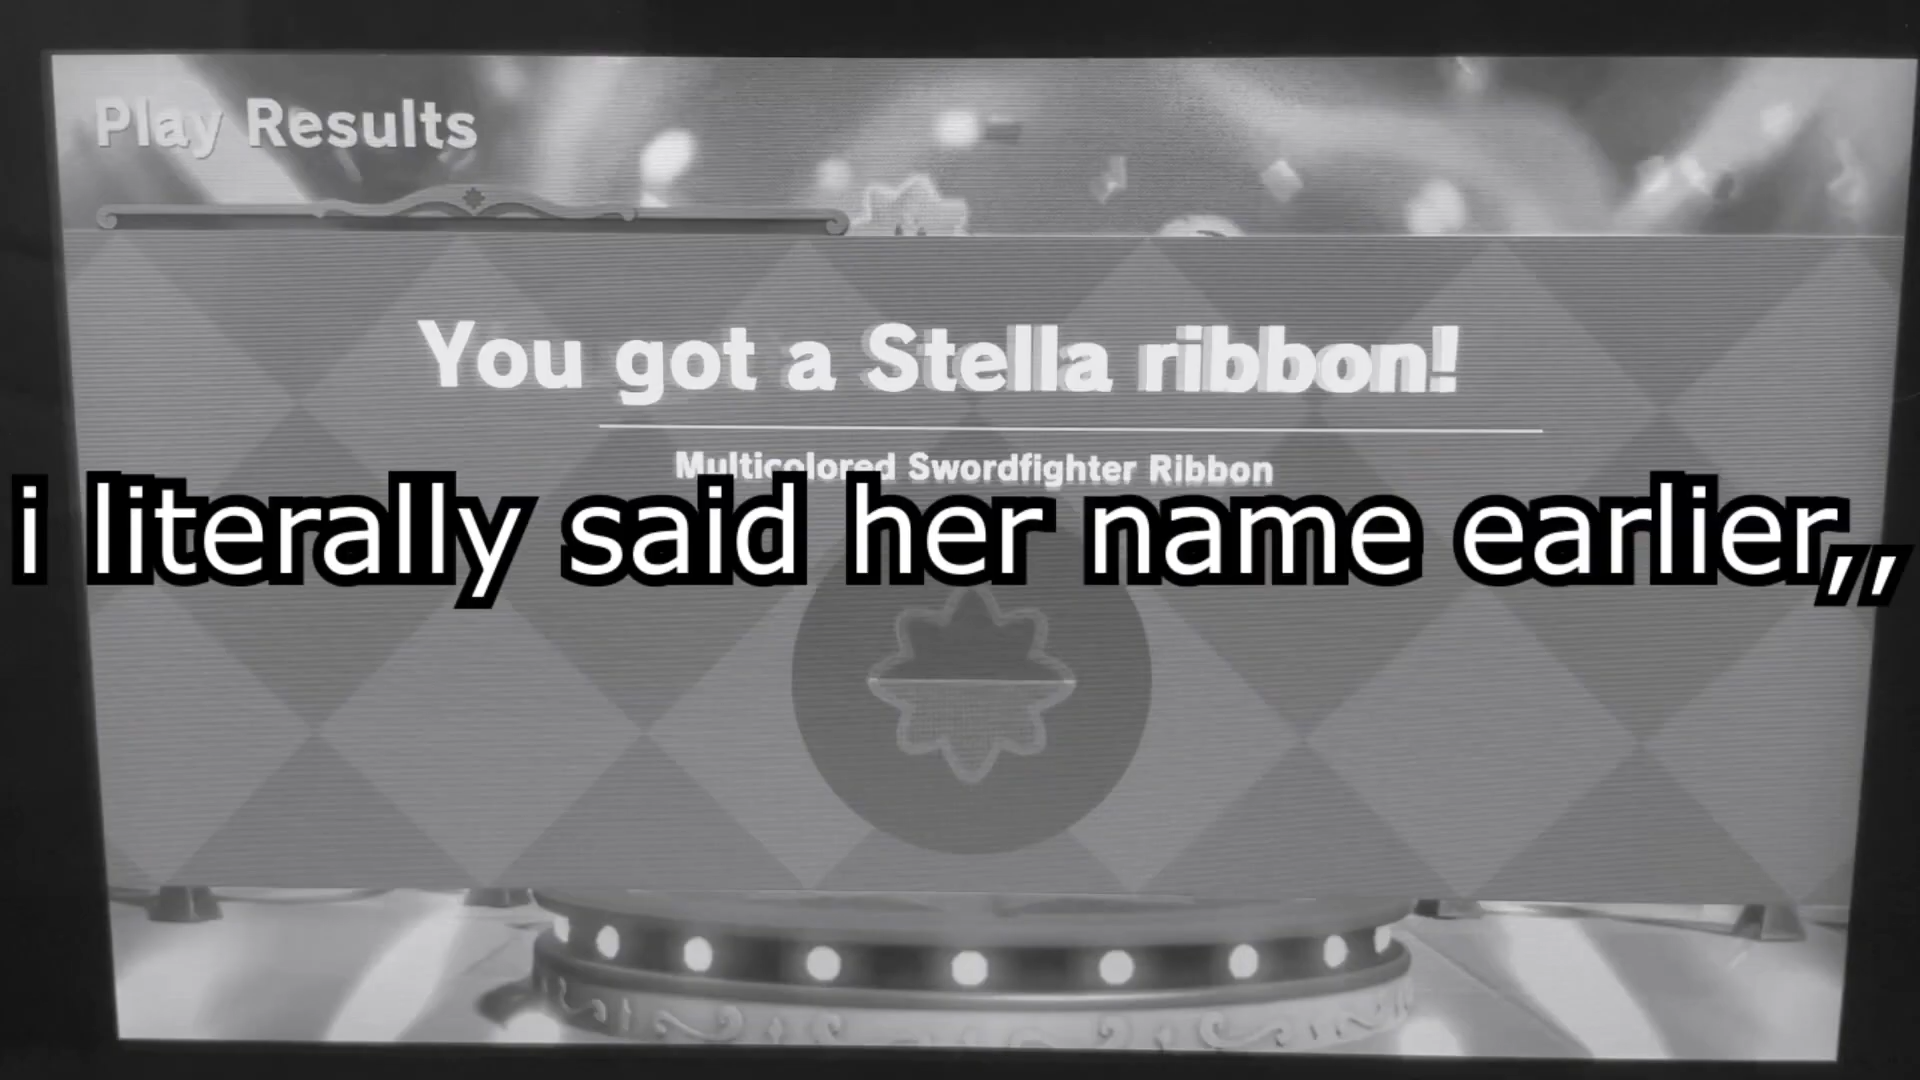 Play Results
You got a Stella ribbon!
Multicolored Swordfighter Ribbon
i literally said her name earlier,,